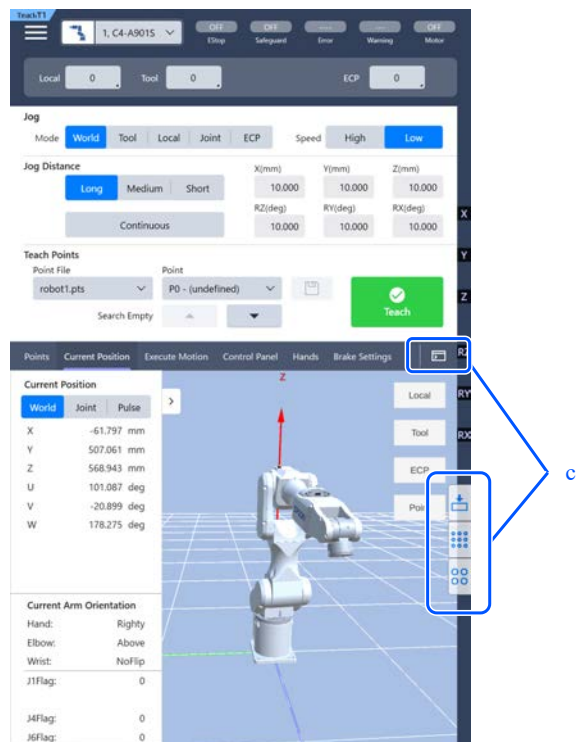 TeachT1
1, C4-A901S
OFF OFF ---- ---- OFF
EStop Safeguard Error Warning Motor
Local 0 Tool 0 ECP 0
Jog
Mode World Tool Local Joint ECP Speed High Low
Jog Distance X(mm) Y(mm) Z(mm)
Long Medium Short 10.000 10.000 10.000
RZ(deg) RY(deg) RX(deg)
X
Continuous 10.000 10.000 10.000
Y
Teach Points
Point File Point
robot1.pts P0 - (undefined)
Z
Search Empty Teach
Points Current Position Execute Motion Control Panel Hands Brake Settings RZ
Z
Current Position
World Joint Pulse Local RY
X -61.797 mm
Y 507.061 mm Tool RX
Z 568.943 mm
U 101.087 deg ECP
V -20.899 deg
W 178.275 deg
c
Current Arm Orientation
Hand: Righty
Elbow: Above
Wrist: NoFlip
J1Flag: 0
J4Flag: 0
J6Flag: 0